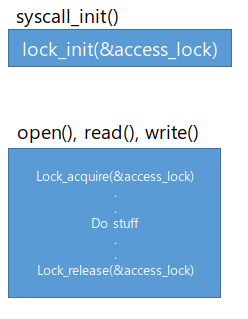 syscall_init()
lock_init(&access_lock)
open(), read(), write()
Lock_acquire(&access_lock)
.
.
Do stuff
.
.
Lock_release(&access_lock)